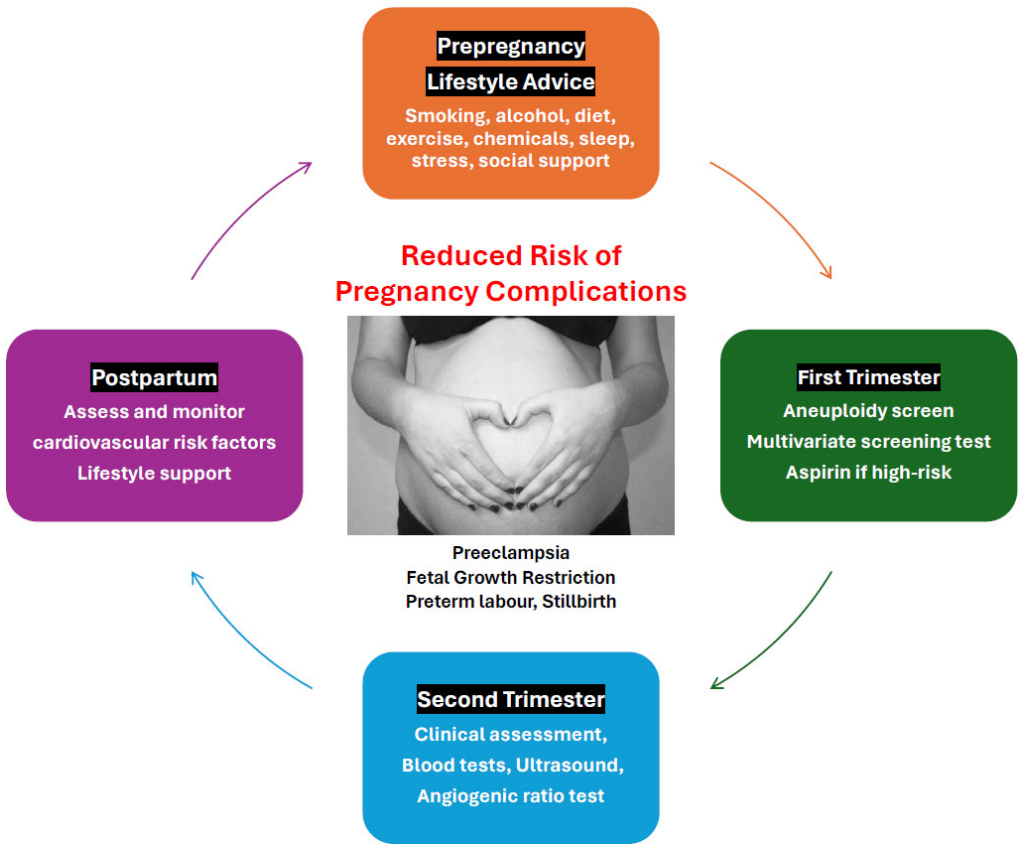 Prepregnancy
Lifestyle Advice
Smoking, alcohol, diet,
exercise, chemicals, sleep,
stress, social support
Reduced Risk of
Pregnancy Complications
Postpartum
Assess and monitor
cardiovascular risk factors
Lifestyle support
First Trimester
Aneuploidy screen
Multivariate screening test
Aspirin if high-risk
Preeclampsia
Fetal Growth Restriction
Preterm labour, Stillbirth
Second Trimester
Clinical assessment,
Blood tests, Ultrasound,
Angiogenic ratio test